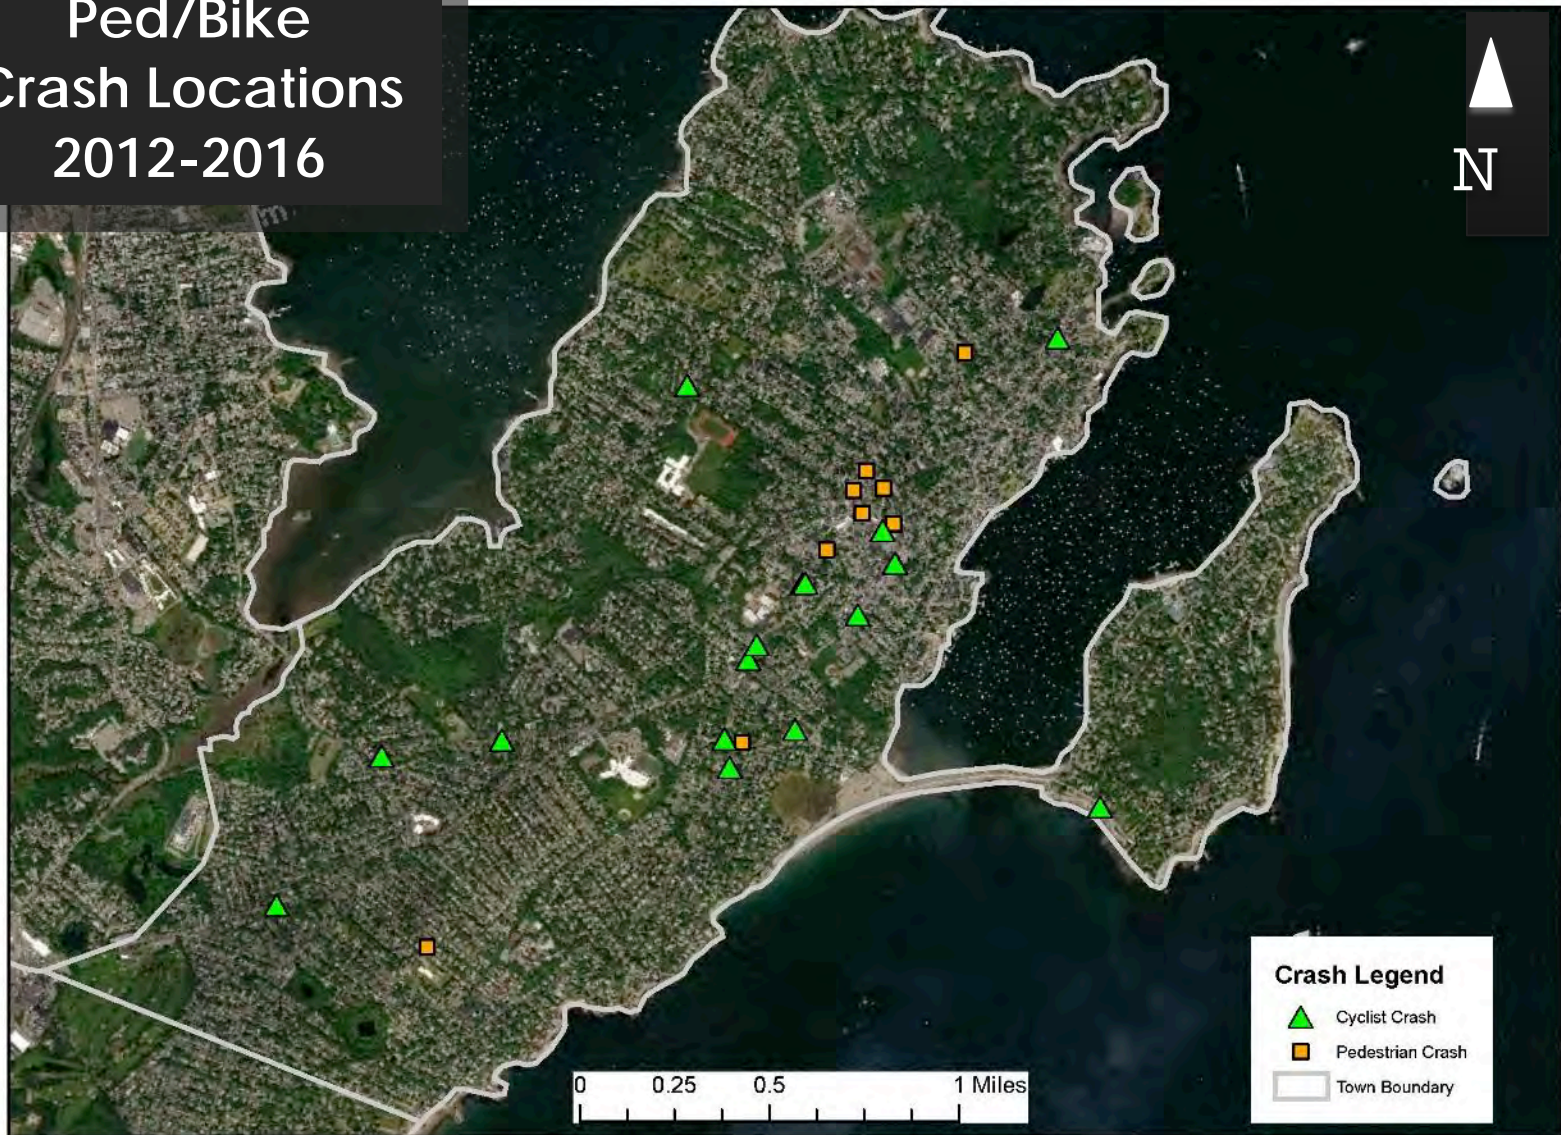 Ped/Bike
Crash Locations
2012-2016
N
0 0.25 0.5 1 Miles
Crash Legend
Cyclist Crash
Pedestrian Crash
Town Boundary